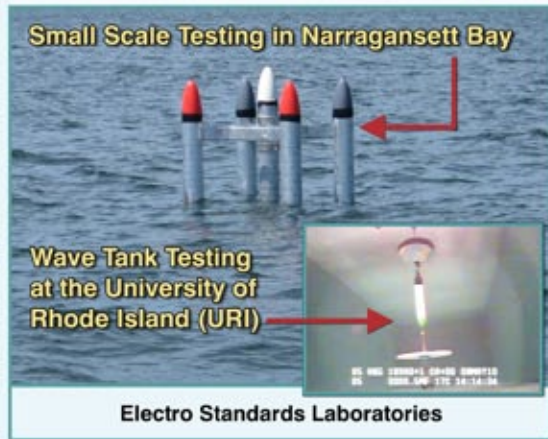 Small Scale Testing in Narragansett Bay
Wave Tank Testing
at the University of
Rhode Island (URI)
Electro Standards Laboratories